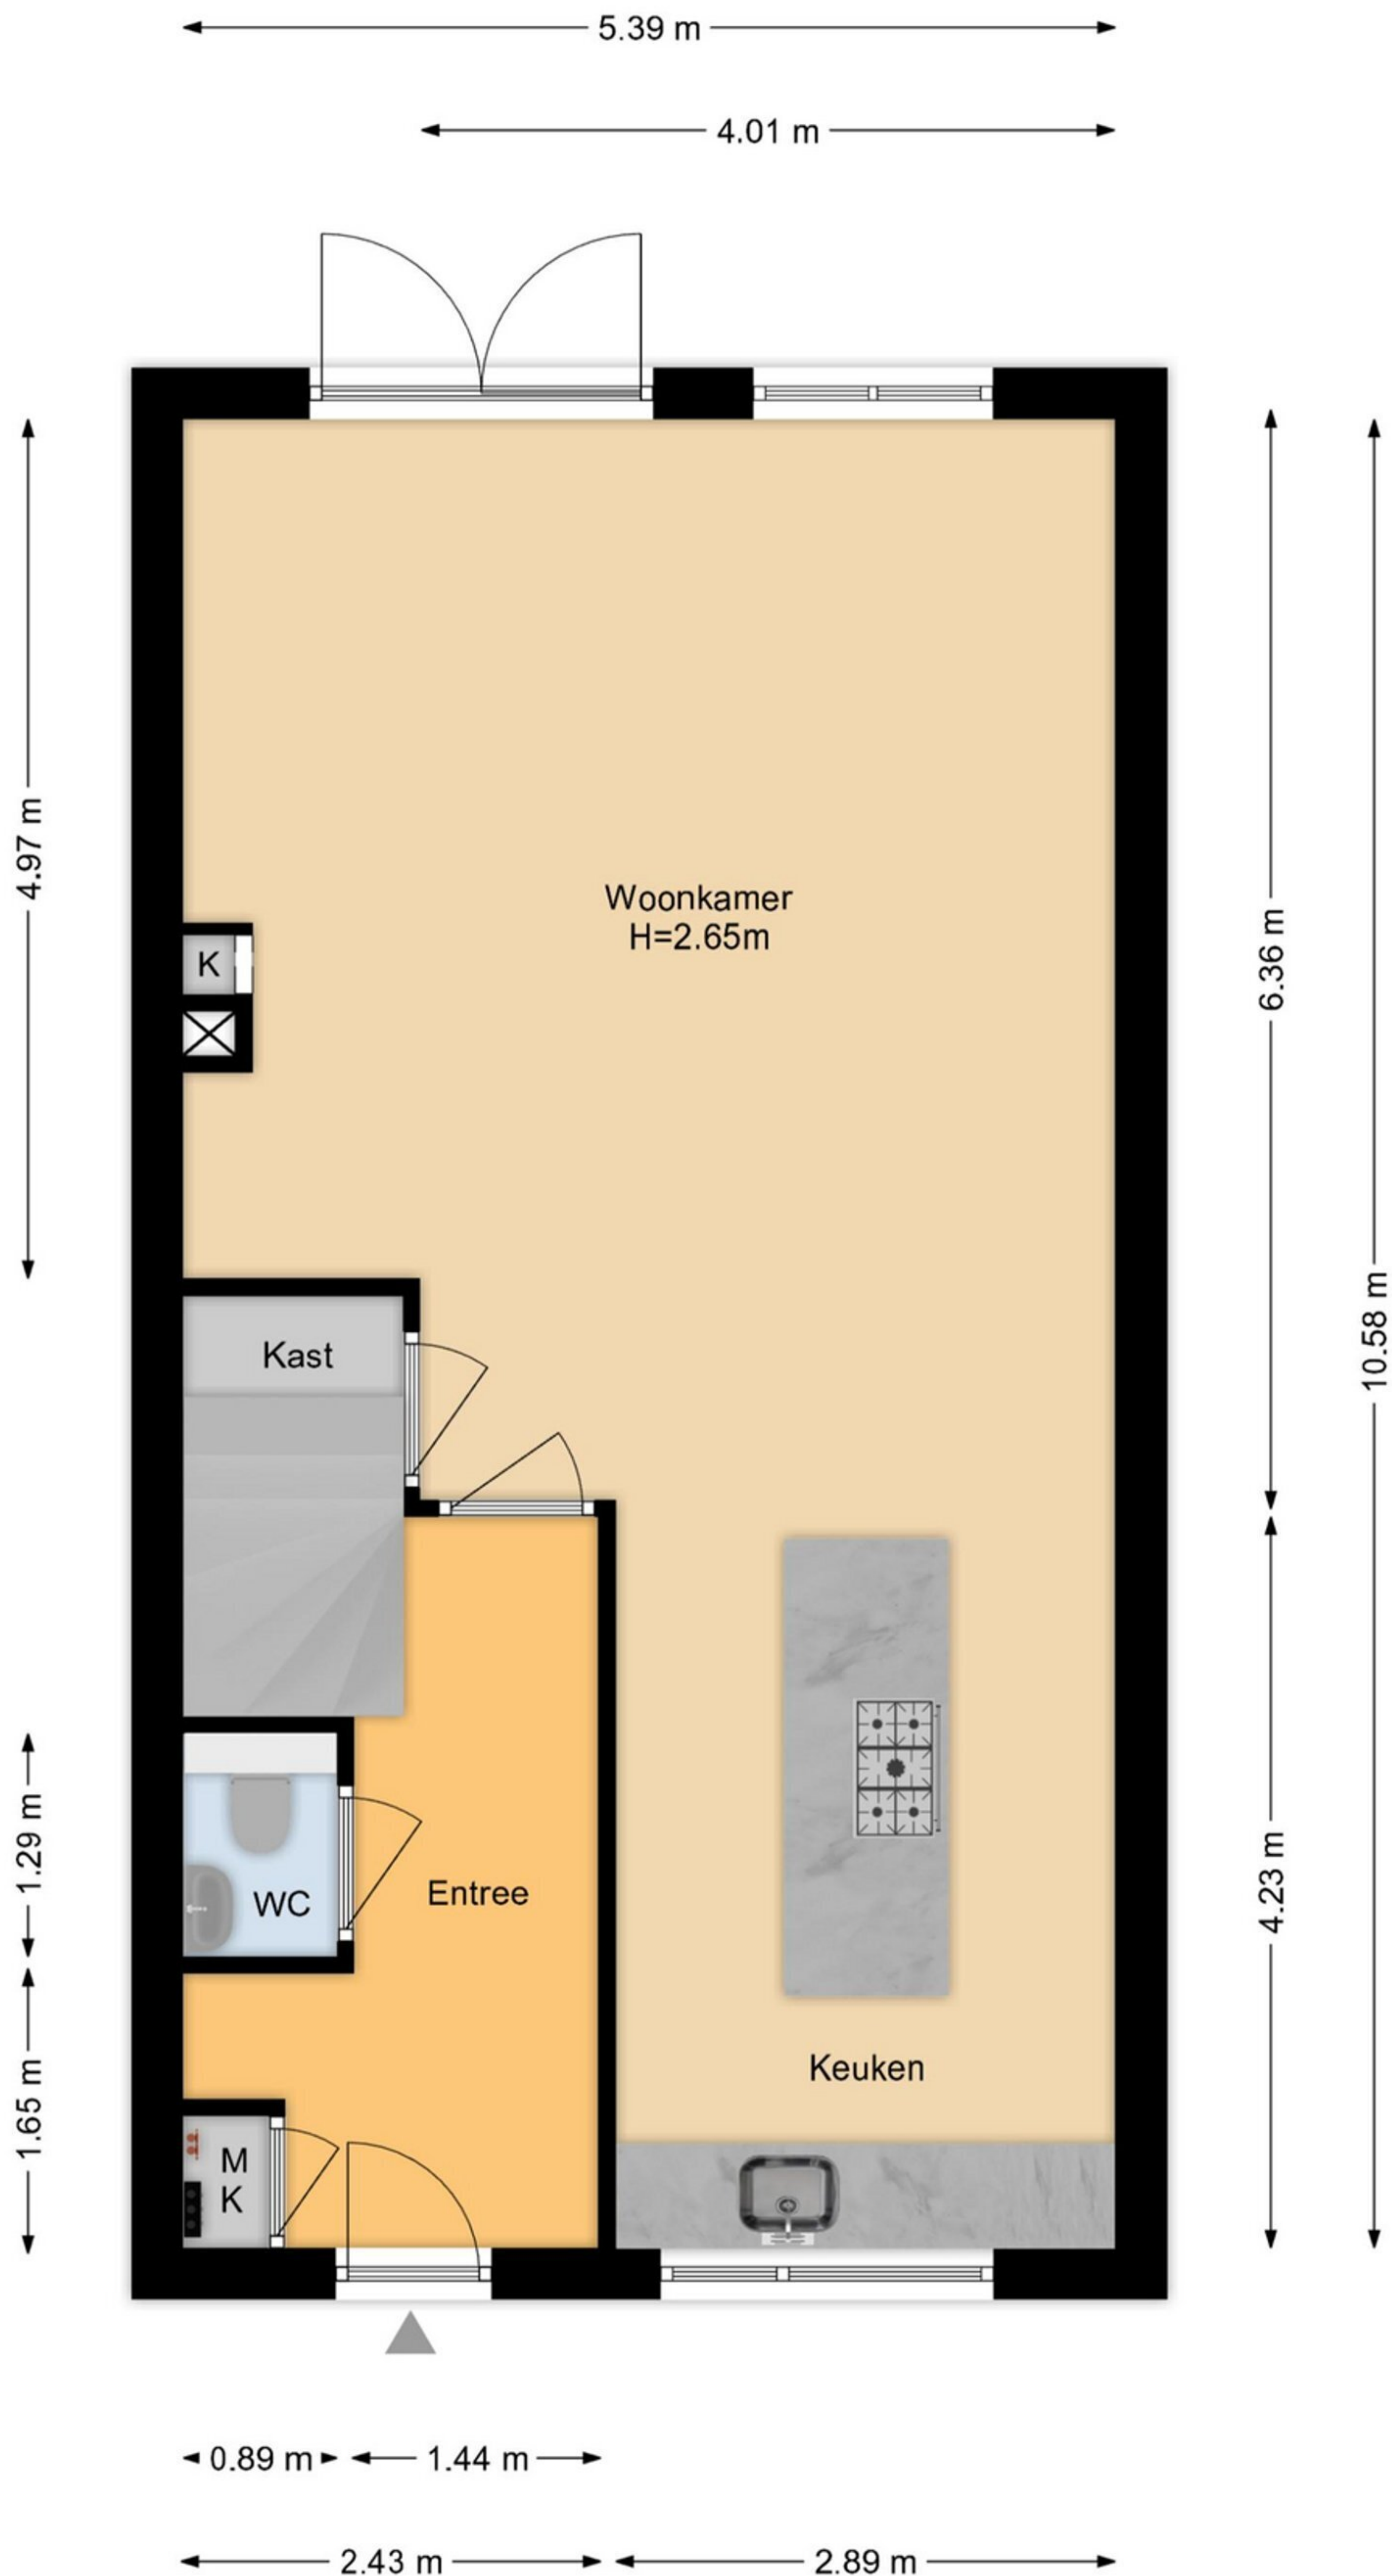 5.39 m
4.01 m
4.97 m
Woonkamer
H=2.65m
6.36 m
K
10.58 m
Kast
1.29 m
WC
Entree
4.23 m
Keuken
1.65 m
M
K
0.89 m
1.44 m
2.43 m
2.89 m